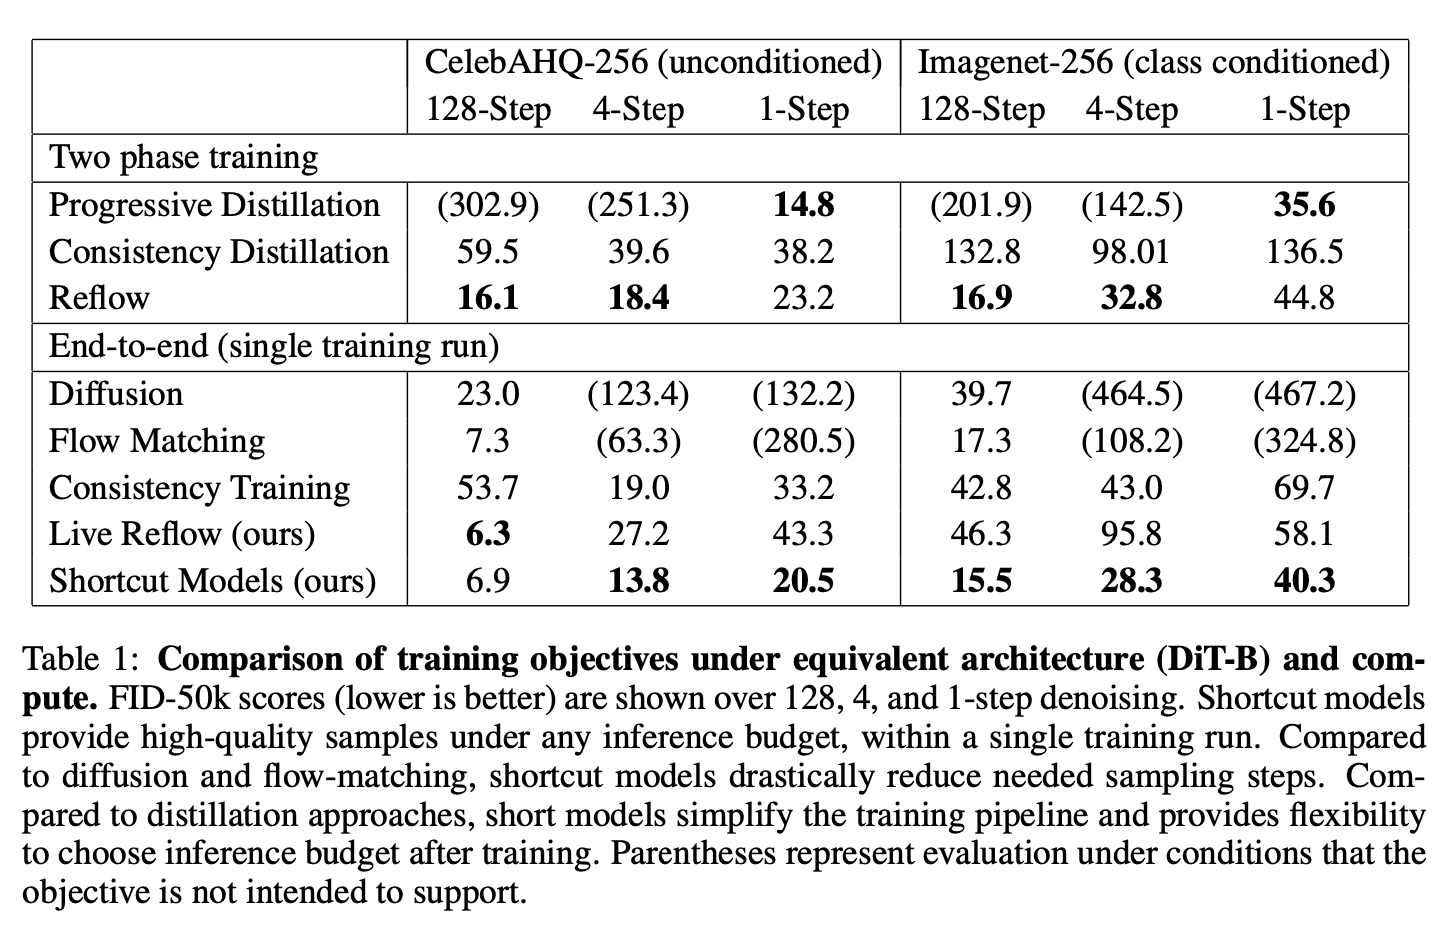 CelebAHQ-256 (unconditioned) Imagenet-256 (class conditioned)
128-Step 4-Step 1-Step 128-Step 4-Step 1-Step
Two phase training
Progressive Distillation (302.9) (251.3) 14.8 (201.9) (142.5) 35.6
Consistency Distillation 59.5 39.6 38.2 132.8 98.01 136.5
Reflow 16.1 18.4 23.2 16.9 32.8 44.8
End-to-end (single training run)
Diffusion 23.0 (123.4) (132.2) 39.7 (464.5) (467.2)
Flow Matching 7.3 (63.3) (280.5) 17.3 (108.2) (324.8)
Consistency Training 53.7 19.0 33.2 42.8 43.0 69.7
Live Reflow (ours) 6.3 27.2 43.3 46.3 95.8 58.1
Shortcut Models (ours) 6.9 13.8 20.5 15.5 28.3 40.3
Table 1: Comparison of training objectives under equivalent architecture (DiT-B) and com-
pute. FID-50k scores (lower is better) are shown over 128, 4, and 1-step denoising. Shortcut models
provide high-quality samples under any inference budget, within a single training run. Compared
to diffusion and flow-matching, shortcut models drastically reduce needed sampling steps. Com-
pared to distillation approaches, short models simplify the training pipeline and provides flexibility
to choose inference budget after training. Parentheses represent evaluation under conditions that the
objective is not intended to support.